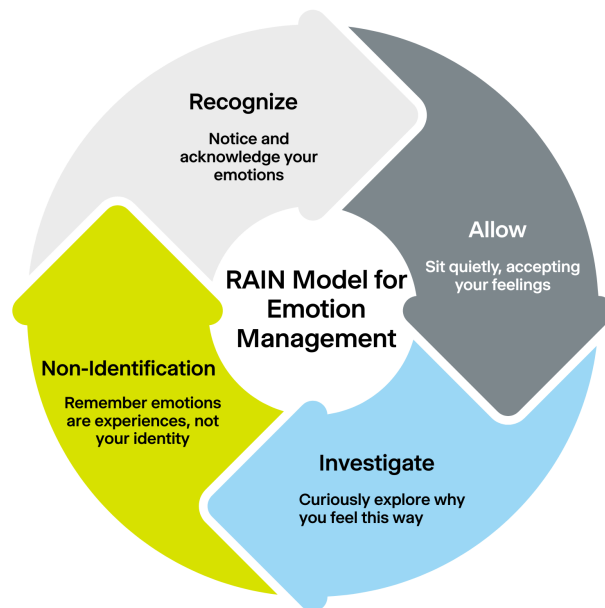 Recognize
Notice and
acknowledge your
emotions
Allow
Sit quietly, accepting
your feelings
RAIN Model for
Emotion
Management
Non-Identification
Remember emotions
are experiences, not
your identity
Investigate
Curiously explore why
you feel this way